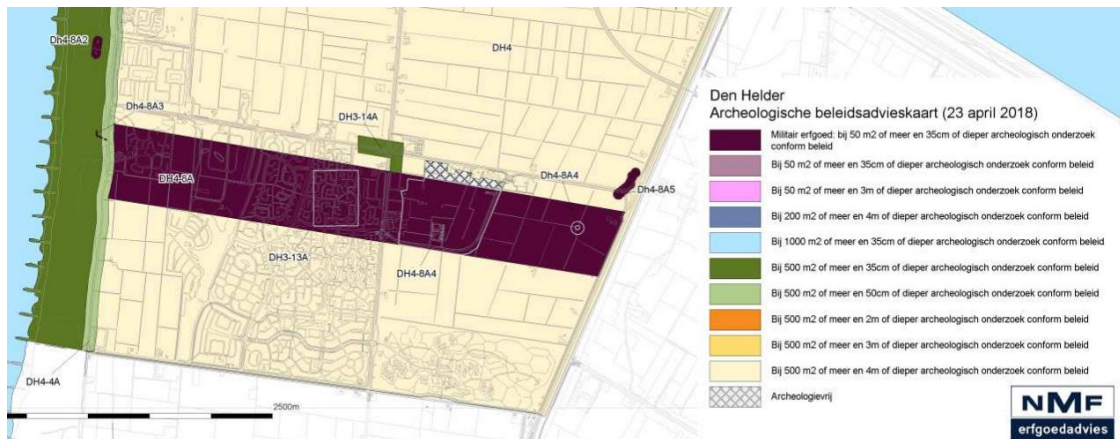 Dh4-8A2
DH4
Dh4-8A3
DH3-14A
DH4-8A
Dh4-8A4
Dh4-8A5
DH4-8A4
DH3-13A
DH4-4A
2500m
Den Helder
Archeologische beleidsadvieskaart (23 april 2018)
Militair erfgoed: bij 50 m2 of meer en 35cm of dieper archeologisch onderzoek
conform beleid
Bij 50 m2 of meer en 35cm of dieper archeologisch onderzoek conform beleid
Bij 50 m2 of meer en 3m of dieper archeologisch onderzoek conform beleid
Bij 200 m2 of meer en 4m of dieper archeologisch onderzoek conform beleid
Bij 1000 m2 of meer en 35cm of dieper archeologisch onderzoek conform beleid
Bij 500 m2 of meer en 35cm of dieper archeologisch onderzoek conform beleid
Bij 500 m2 of meer en 50cm of dieper archeologisch onderzoek conform beleid
Bij 500 m2 of meer en 2m of dieper archeologisch onderzoek conform beleid
Bij 500 m2 of meer en 3m of dieper archeologisch onderzoek conform beleid
Bij 500 m2 of meer en 4m of dieper archeologisch onderzoek conform beleid
Archeologievrij
NMF
erfgoedadvies